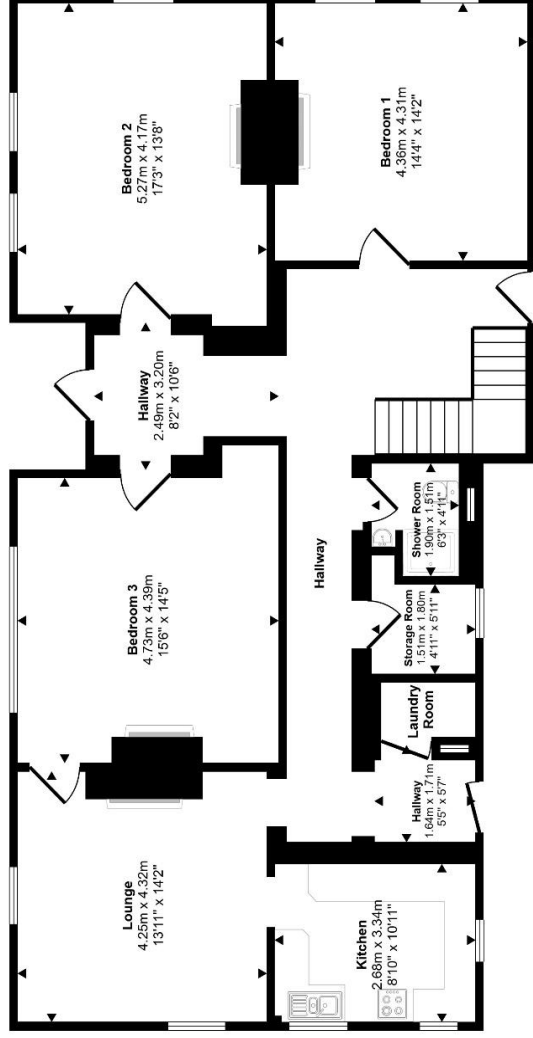 Bedroom 2
5.27m x 4.17m
17'3" x 13'8"
Bedroom 1
4.36m x 4.31m
14'4" x 14'2"
Hallway
2.49m x 3.20m
8'2" x 10'6"
Bedroom 3
4.73m x 4.39m
15'6" x 14'5"
Hallway
Shower Room
1.90m x 1.51m
6'3" x 4'11"
Storage Room
1.51m x 1.80m
4'11" x 5'11"
Laundry
Room
Hallway
1.64m x 1.71m
5'5" x 5'7"
Lounge
4.25m x 4.32m
13'11" x 14'2"
Kitchen
2.68m x 3.34m
8'10" x 10'11"